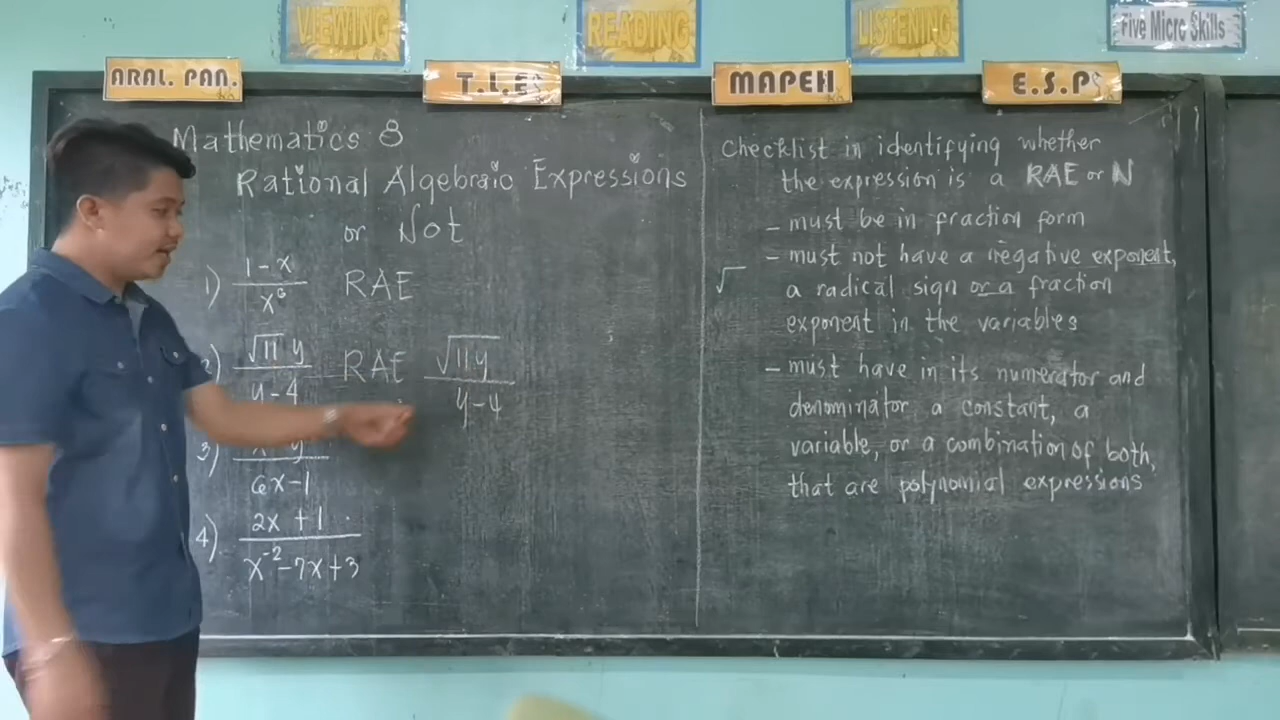 VIEWING
READING
LISTENING
Five Micro Skills
ARAL. PAN.
T.L.E
MAPEH
E.S.P
Mathematics 8
Rational Algebraic Expressions
or Not
1) 1-x / x⁶ RAE
2) √11 y / y-4 RAE √11y / y-4
3) y / 6x-1
4) 2x+1 / x⁻²-7x+3
Checklist in identifying whether
the expression is a RAE or N
- must be in fraction form
- must not have a negative exponent,
√ a radical sign or a fraction
exponent in the variables
- must have in its numerator and
denominator a constant, a
variable, or a combination of both,
that are polynomial expressions